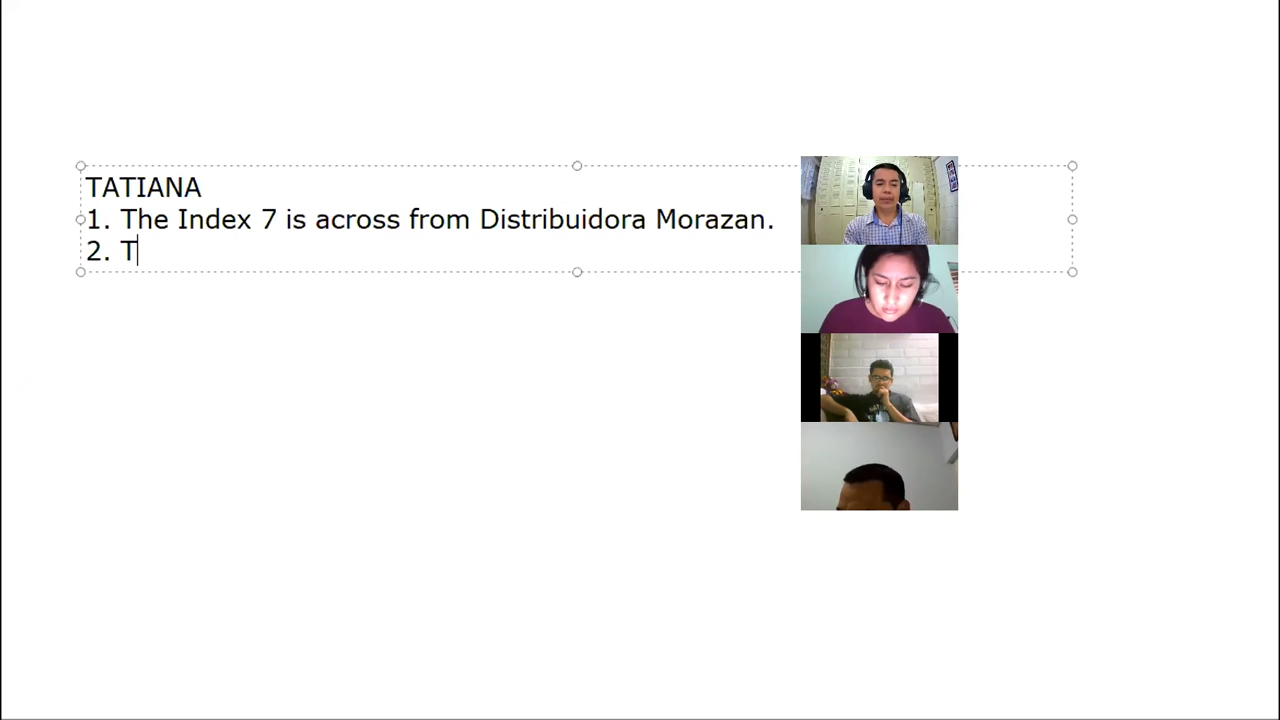 TATIANA
1. The Index 7 is across from Distribuidora Morazan.
2. T